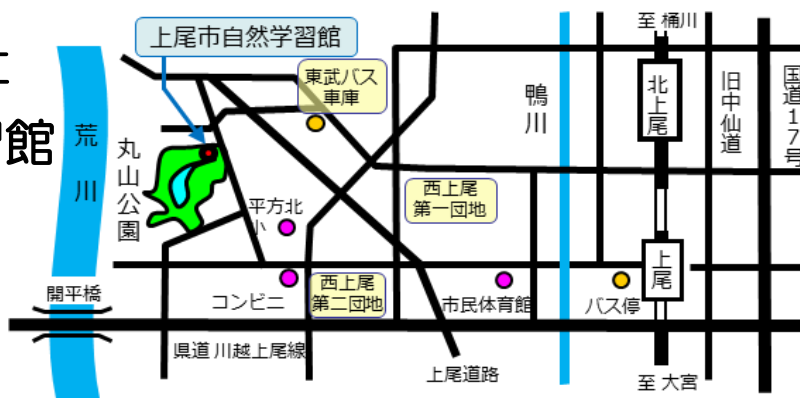 上尾市自然学習館
館
荒川
丸山公園
東武バス
車庫
鴨川
至 桶川
北上尾
旧中仙道
国道17号
平方北
小
西上尾
第一団地
上尾
開平橋
コンビニ
西上尾
第二団地
市民体育館
バス停
県道 川越上尾線
上尾道路
至 大宮